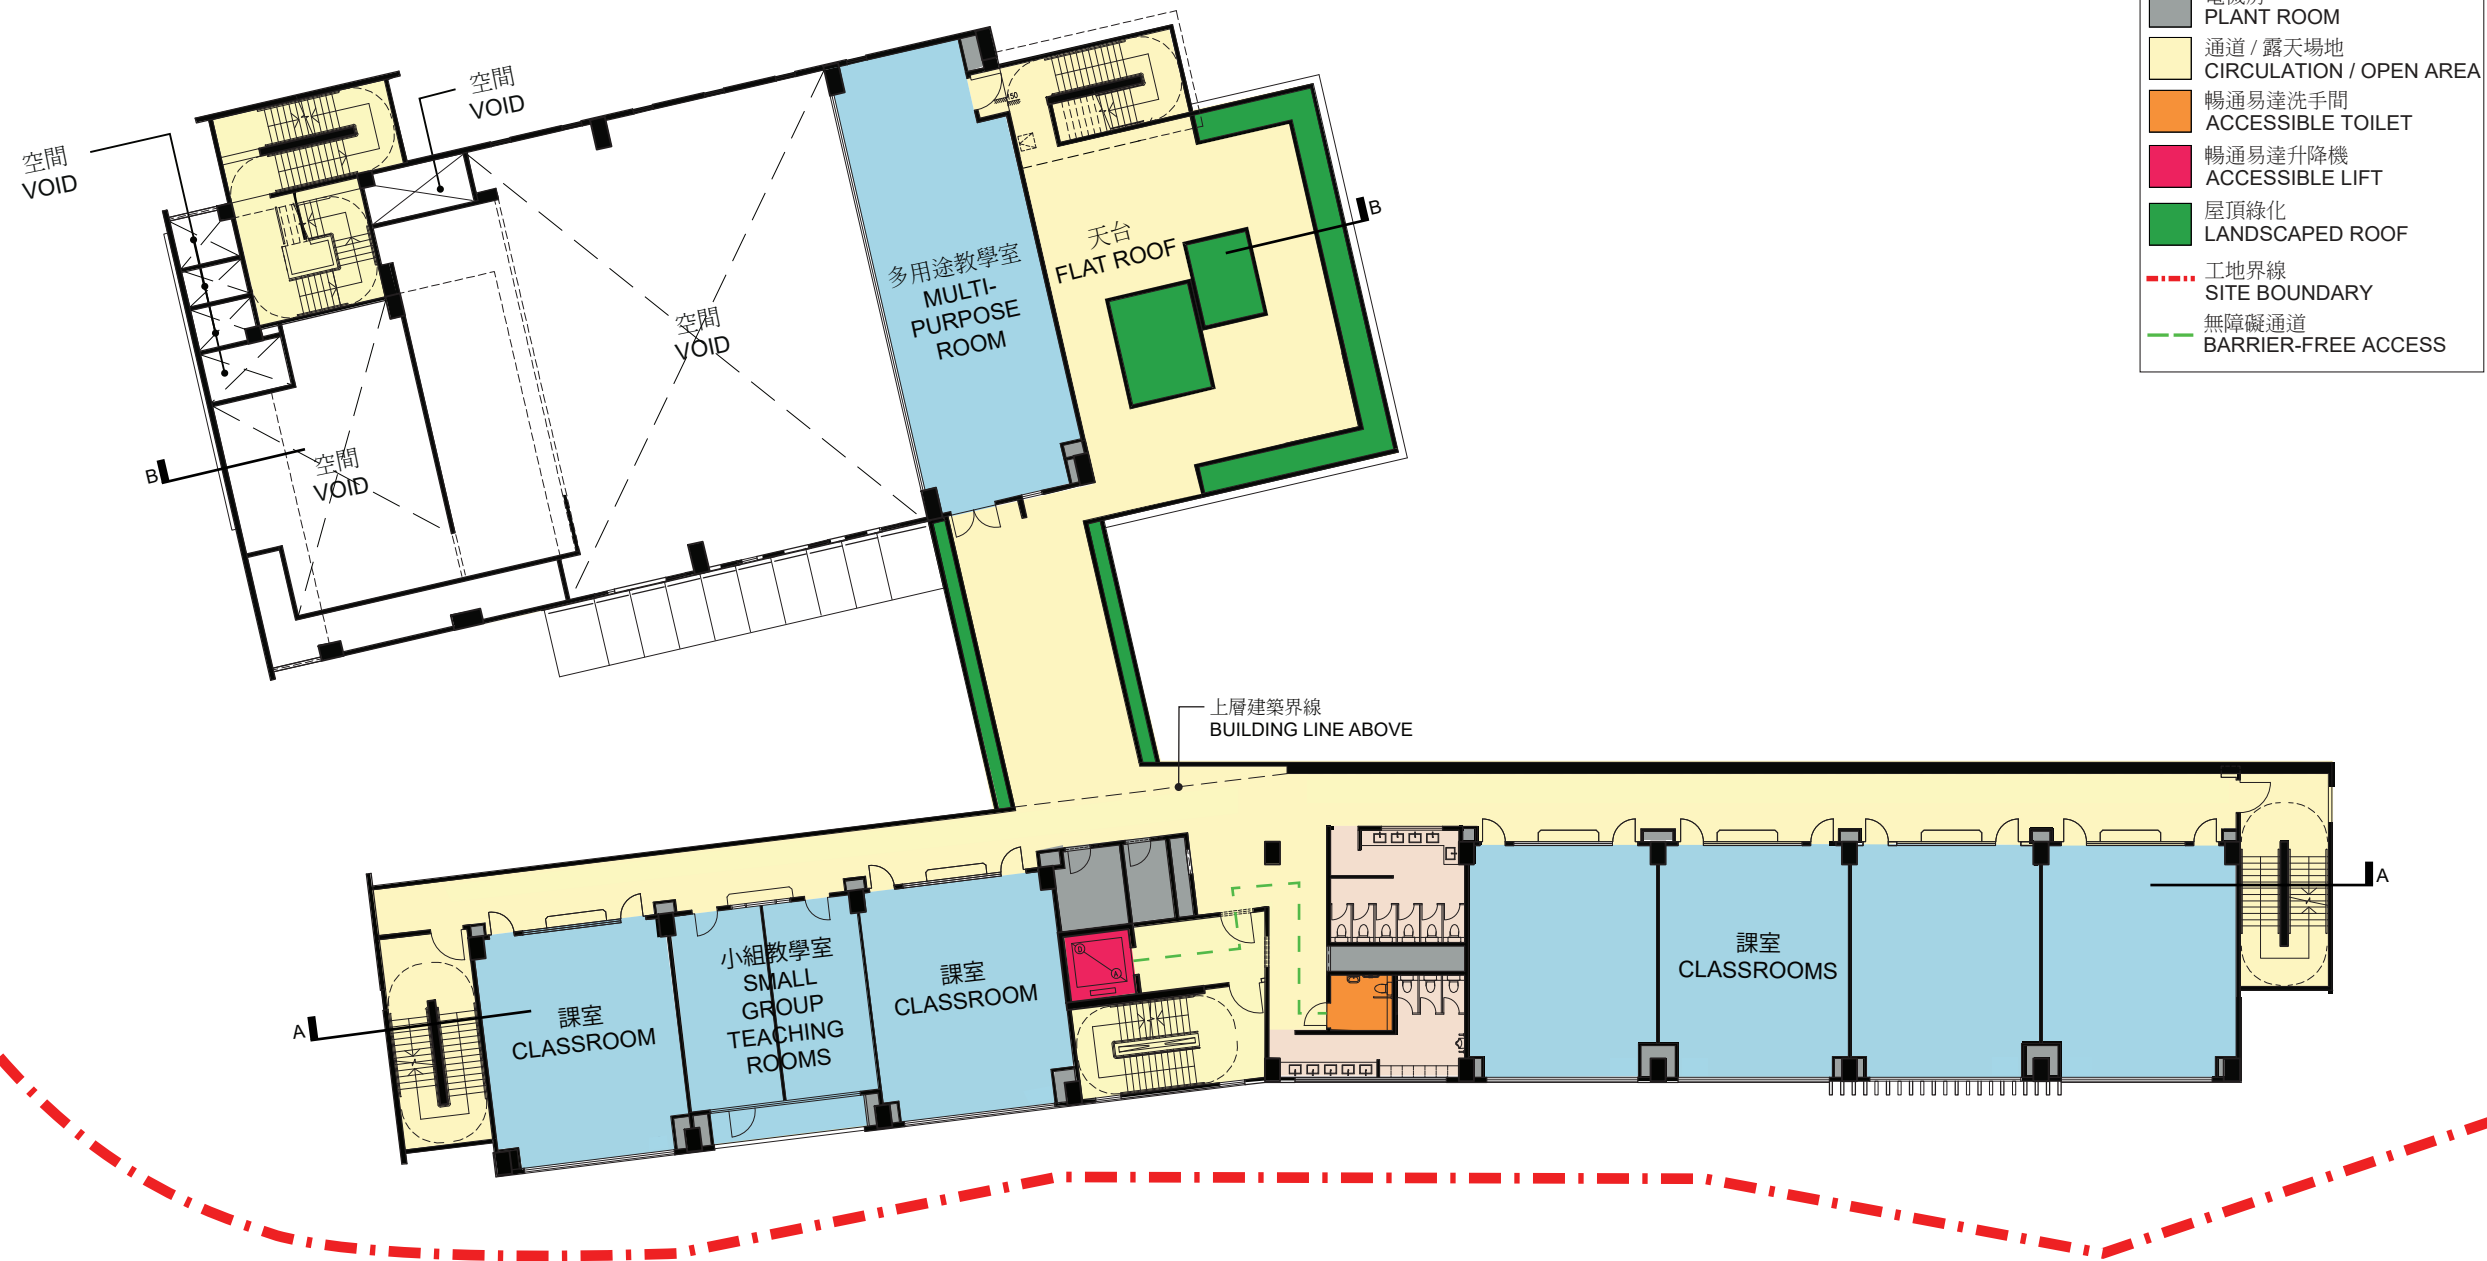 PLANT ROOM
通道 / 露天場地
CIRCULATION / OPEN AREA
暢通易達洗手間
ACCESSIBLE TOILET
暢通易達升降機
ACCESSIBLE LIFT
屋頂綠化
LANDSCAPED ROOF
工地界線
SITE BOUNDARY
無障礙通道
BARRIER-FREE ACCESS
空間
VOID
空間
VOID
空間
VOID
空間
VOID
多用途教學室
MULTI-
PURPOSE
ROOM
天台
FLAT ROOF
B
B
上層建築界線
BUILDING LINE ABOVE
A
A
課室
CLASSROOM
小組教學室
SMALL
GROUP
TEACHING
ROOMS
課室
CLASSROOM
課室
CLASSROOMS